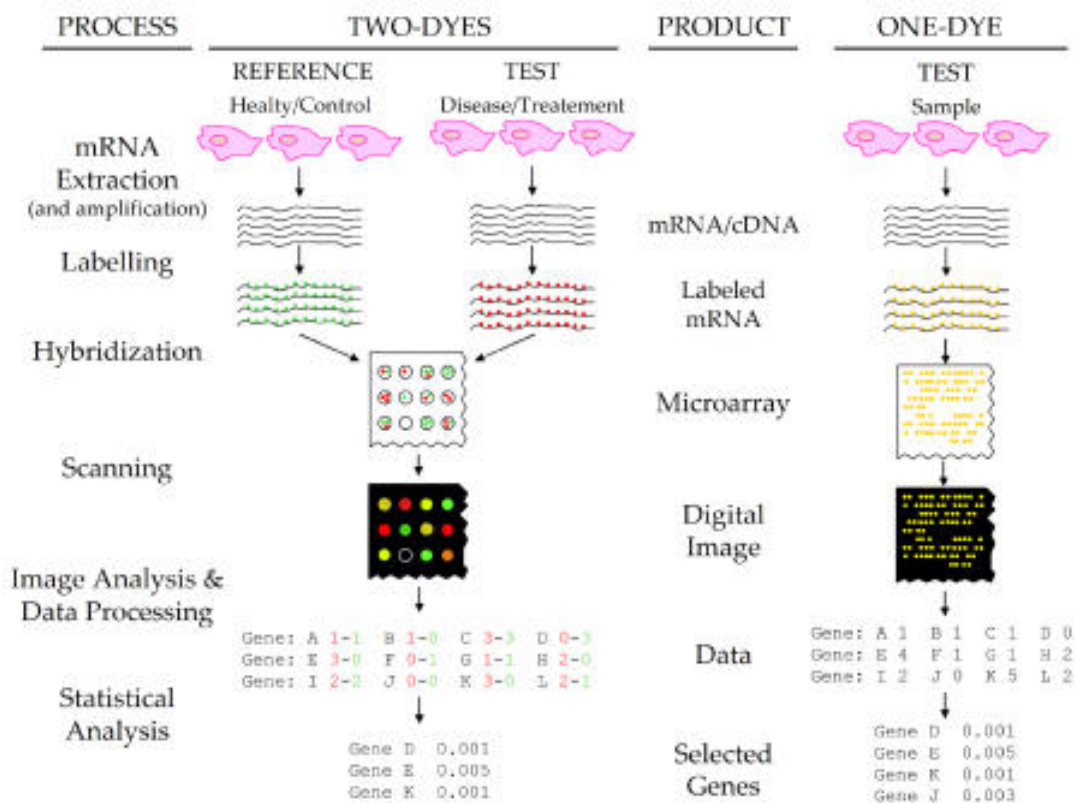 PROCESS
TWO-DYES
PRODUCT
ONE-DYE
REFERENCE
Healty/Control
TEST
Disease/Treatement
TEST
Sample
mRNA
Extraction
(and amplification)
mRNA/cDNA
Labelling
Labeled
mRNA
Hybridization
Microarray
Scanning
Digital
Image
Image Analysis &
Data Processing
Gene: A 1-1 B 1-0 C 3-3 D 0-3
Gene: E 3-0 F 0-1 G 1-1 H 2-0
Gene: I 2-2 J 0-0 K 3-0 L 2-1
Data
Gene: A 1 B 1 C 1 D 0
Gene: E 4 F 1 G 1 H 2
Gene: I 2 J 0 K 5 L 2
Statistical
Analysis
Gene D 0.001
Gene E 0.005
Gene K 0.001
Selected
Genes
Gene D 0.001
Gene E 0.005
Gene K 0.001
Gene J 0.003